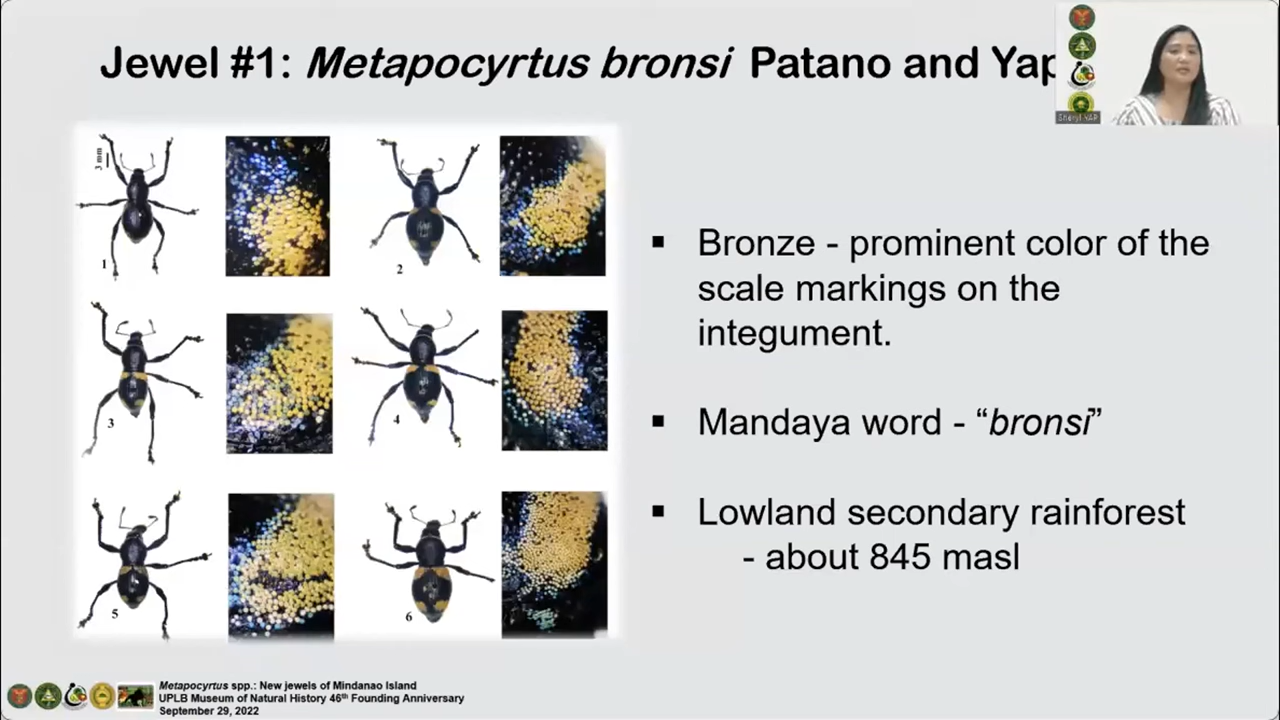 Jewel #1: Metapocyrtus bronsi Patano and Yap
Sheryl YAP
3 mm
1
2
3
4
5
6
▪ Bronze - prominent color of the
scale markings on the
integument.
▪ Mandaya word - “bronsi”
▪ Lowland secondary rainforest
- about 845 masl
Metapocyrtus spp.: New jewels of Mindanao Island
UPLB Museum of Natural History 46th Founding Anniversary
September 29, 2022